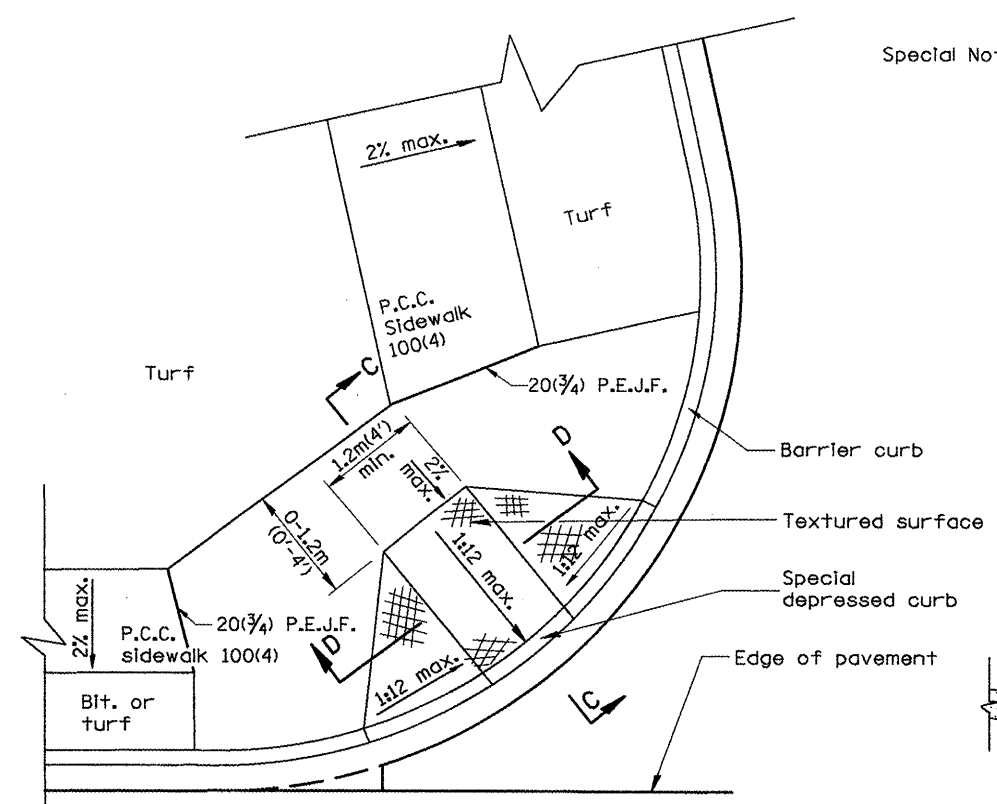 Special Not
2% max.
Turf
P.C.C.
Sidewalk
100(4)
Turf
C
20(3/4) P.E.J.F.
1.2m(4')
min.
2%
max.
D
Barrier curb
0-1.2m
(0'-4')
Textured surface
1:12 max.
1:12 max.
Special
depressed curb
2% max.
P.C.C.
sidewalk 100(4)
20(3/4) P.E.J.F.
D
1:12 max.
Edge of pavement
Bit. or
turf
C